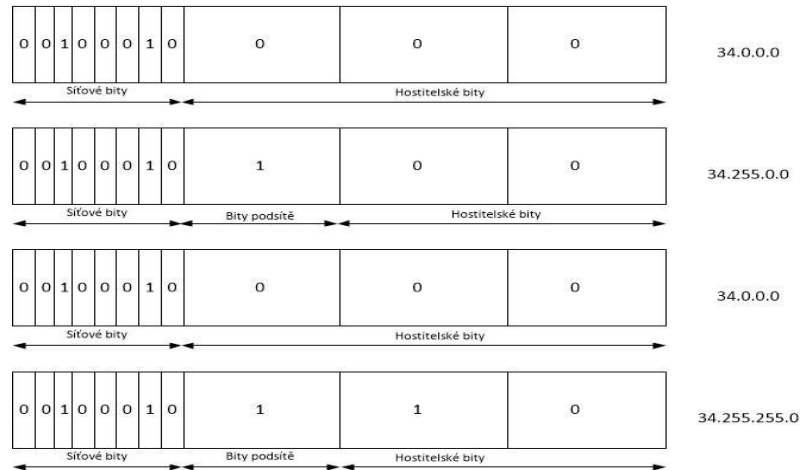 0 0 1 0 0 0 1 0 0 0 0 34.0.0.0
Síťové bity Hostitelské bity
0 0 1 0 0 0 1 0 1 0 0 34.255.0.0
Síťové bity Bity podsítě Hostitelské bity
0 0 1 0 0 0 1 0 0 0 0 34.0.0.0
Síťové bity Hostitelské bity
0 0 1 0 0 0 1 0 1 1 0 34.255.255.0
Síťové bity Bity podsítě Hostitelské bity